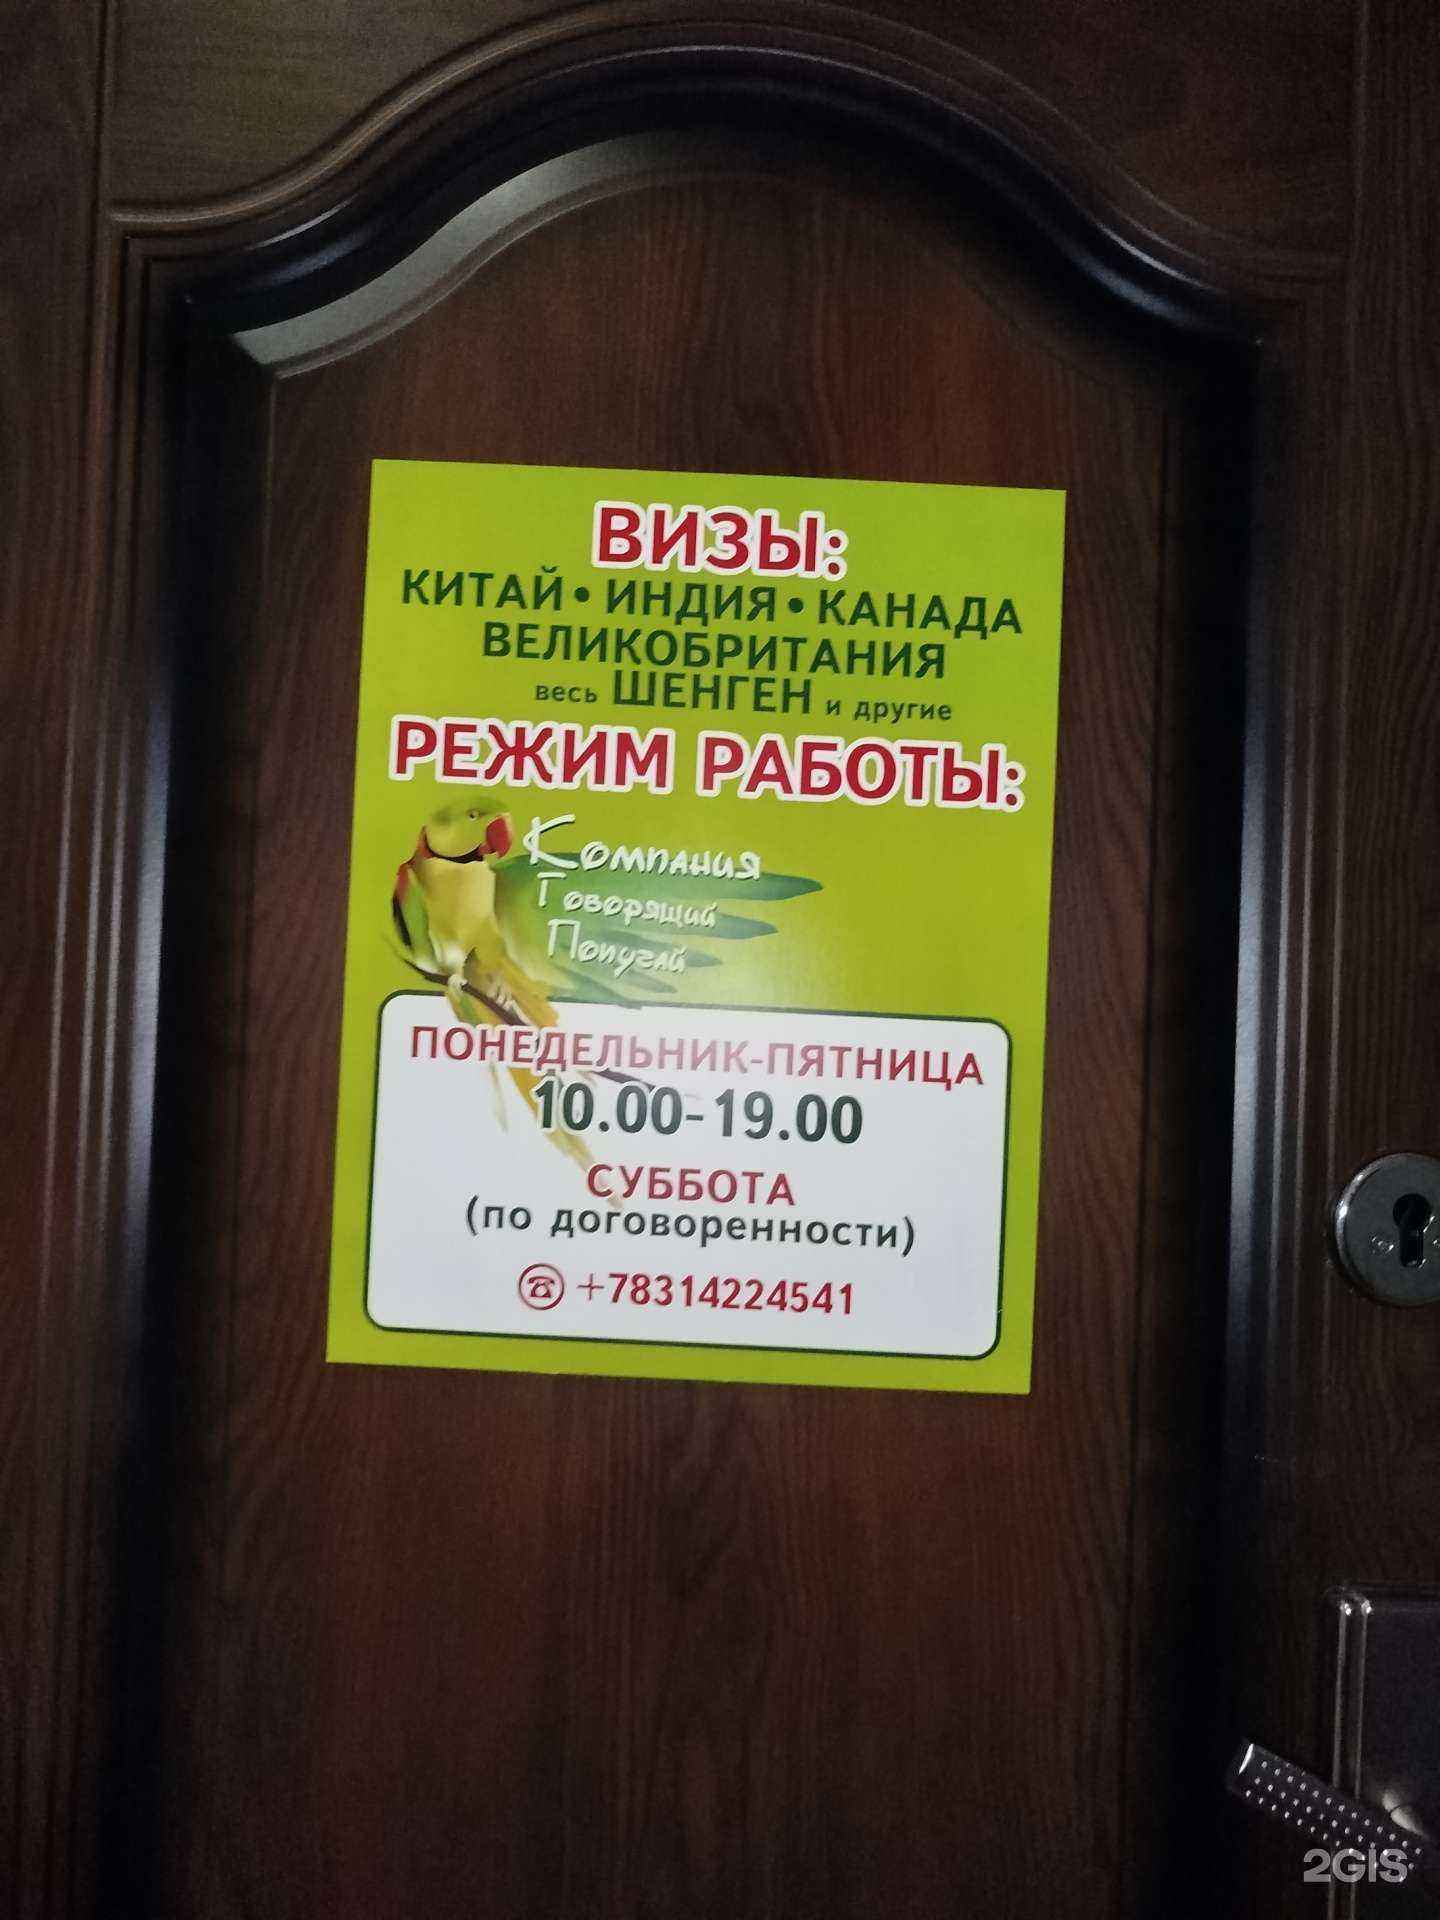 ВИЗЫ:
КИТАЙ • ИНДИЯ • КАНАДА
ВЕЛИКОБРИТАНИЯ
весь ШЕНГЕН и другие
РЕЖИМ РАБОТЫ:
Компания
Говорящий
Попугай
ПОНЕДЕЛЬНИК-ПЯТНИЦА
10.00-19.00
СУББОТА
(по договоренности)
☎ +78314224541
2GIS